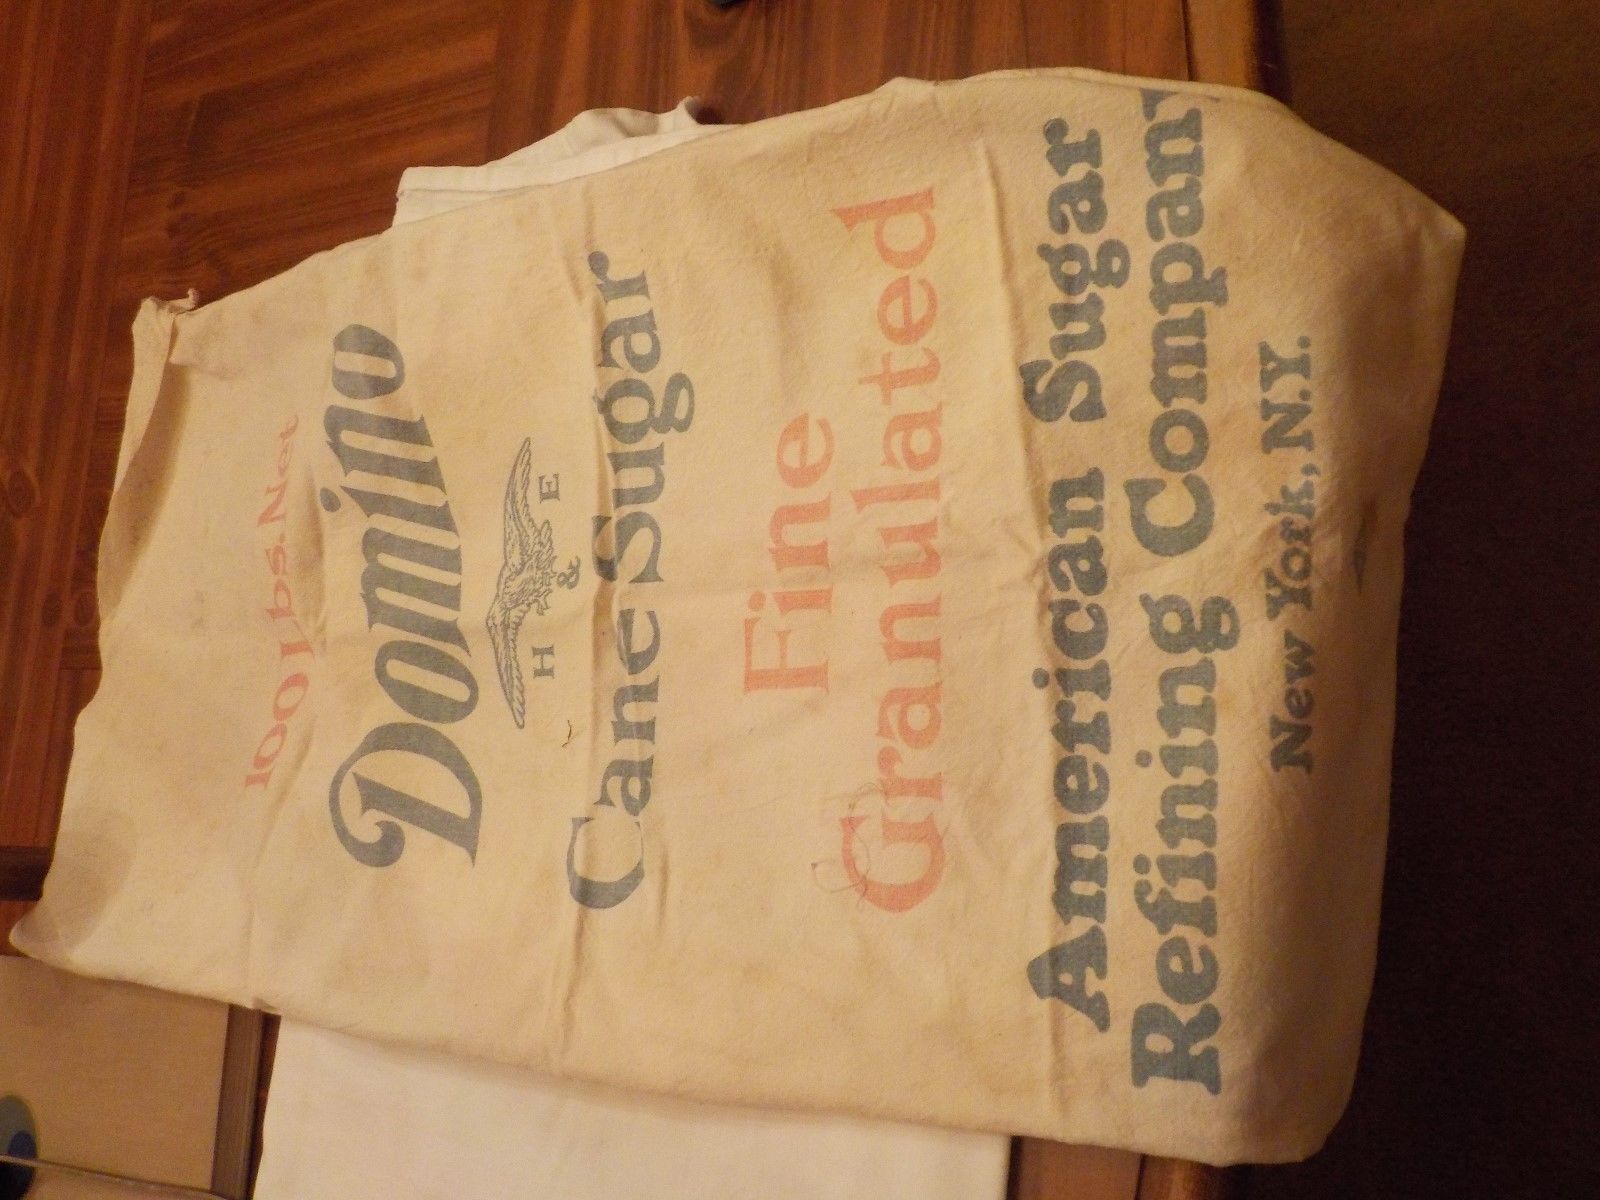 100 Lbs. Net
Domino
H & E
Cane Sugar
Fine
Granulated
American Sugar
Refining Company
New York, N.Y.